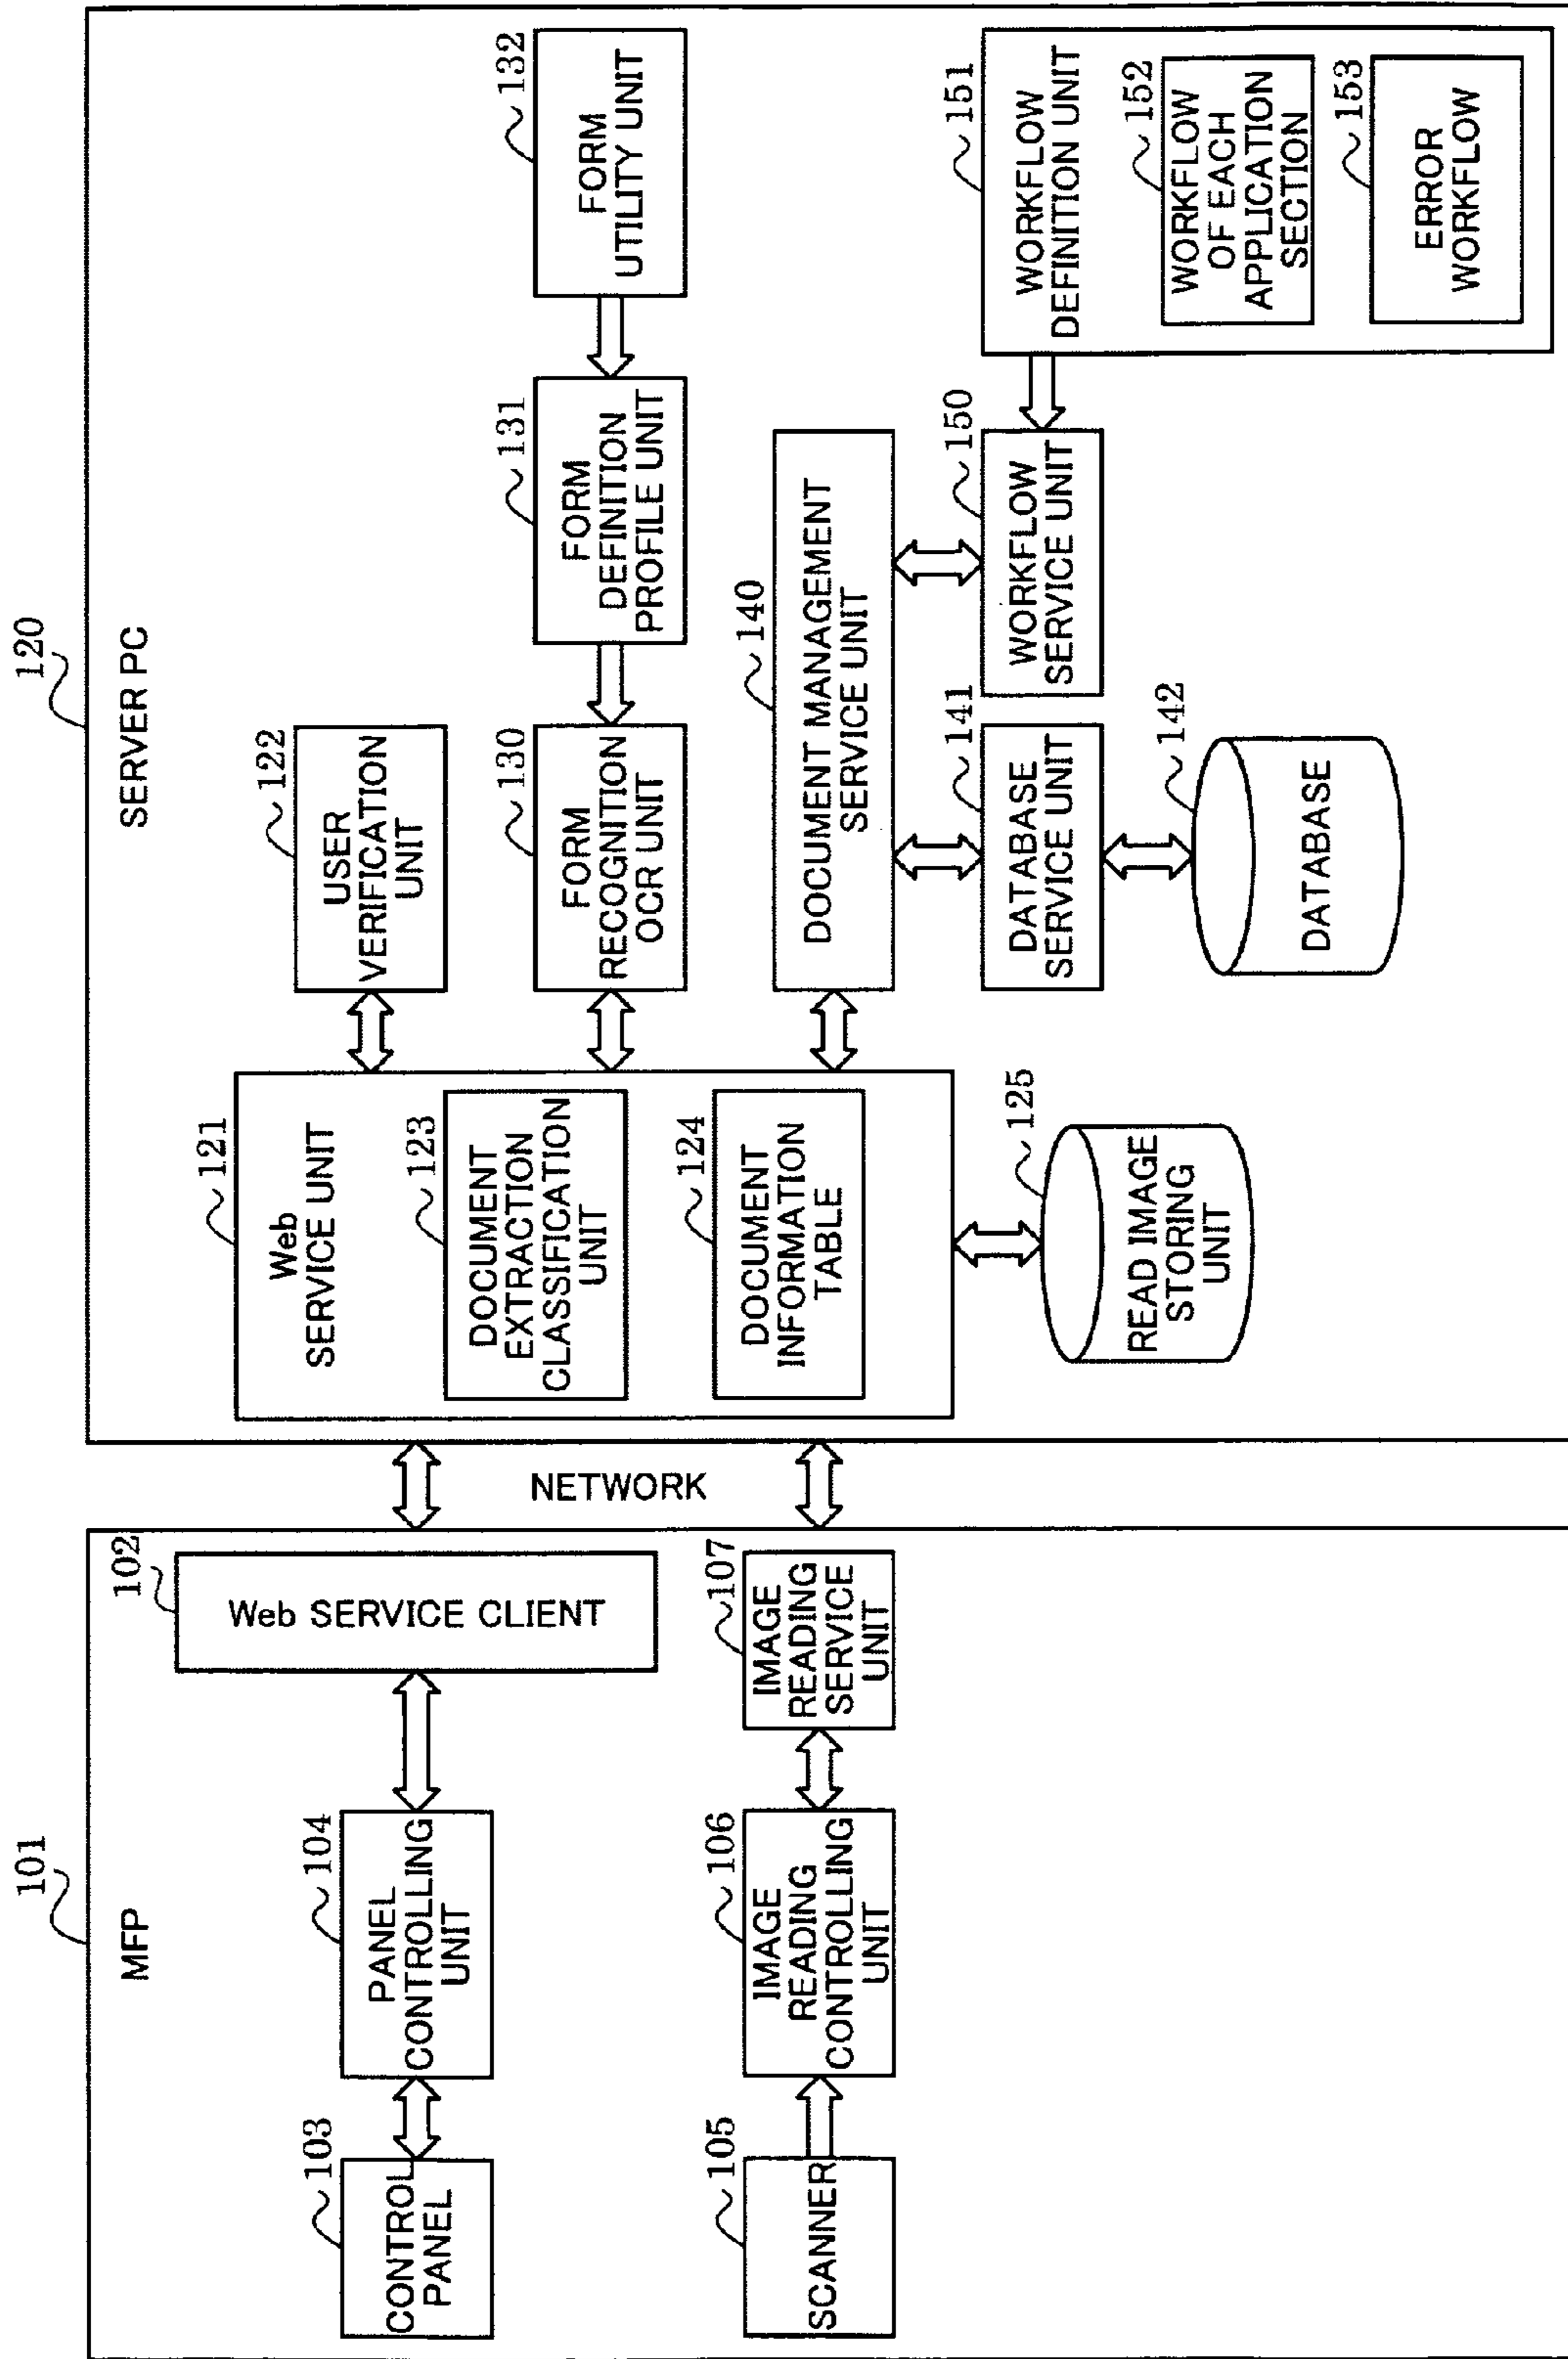 101
MFP
103
CONTROL
PANEL
104
PANEL
CONTROLLING
UNIT
102
Web SERVICE CLIENT
105
SCANNER
106
IMAGE
READING
CONTROLLING
UNIT
107
IMAGE
READING
SERVICE
UNIT
NETWORK
120
SERVER PC
121
Web
SERVICE UNIT
123
DOCUMENT
EXTRACTION
CLASSIFICATION
UNIT
124
DOCUMENT
INFORMATION
TABLE
125
READ IMAGE
STORING
UNIT
122
USER
VERIFICATION
UNIT
130
FORM
RECOGNITION
OCR UNIT
131
FORM
DEFINITION
PROFILE UNIT
132
FORM
UTILITY UNIT
140
DOCUMENT MANAGEMENT
SERVICE UNIT
141
DATABASE
SERVICE UNIT
142
DATABASE
150
WORKFLOW
SERVICE UNIT
151
WORKFLOW
DEFINITION UNIT
152
WORKFLOW
OF EACH
APPLICATION
SECTION
153
ERROR
WORKFLOW